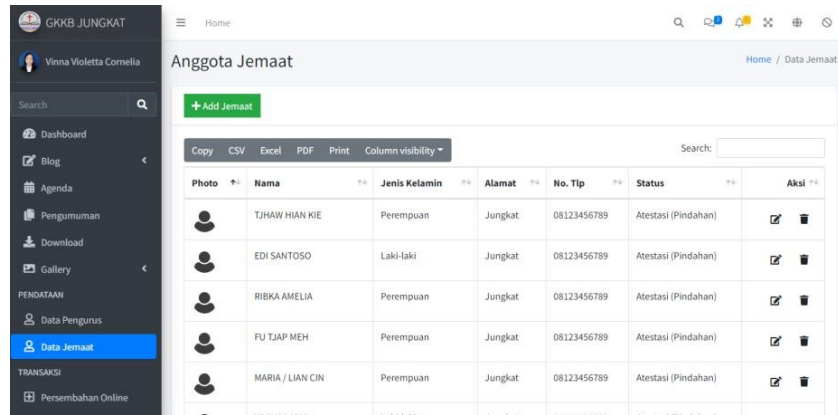 GKKB JUNGKAT
Home
Vinna Violetta Cornelia
Anggota Jemaat
Home / Data Jemaat
Search
Add Jemaat
Dashboard
Blog
Agenda
Pengumuman
Download
Gallery
PENDATAAN
Data Pengurus
Data Jemaat
TRANSAKSI
Persembahan Online
Copy CSV Excel PDF Print Column visibility
Search:
Photo Nama Jenis Kelamin Alamat No. Tlp Status Aksi
TJHAW HIAN KIE Perempuan Jungkat 08123456789 Atestasi (Pindahan)
EDI SANTOSO Laki-laki Jungkat 08123456789 Atestasi (Pindahan)
RIBKA AMELIA Perempuan Jungkat 08123456789 Atestasi (Pindahan)
FU TJAP MEH Perempuan Jungkat 08123456789 Atestasi (Pindahan)
MARIA / LIAN CIN Perempuan Jungkat 08123456789 Atestasi (Pindahan)